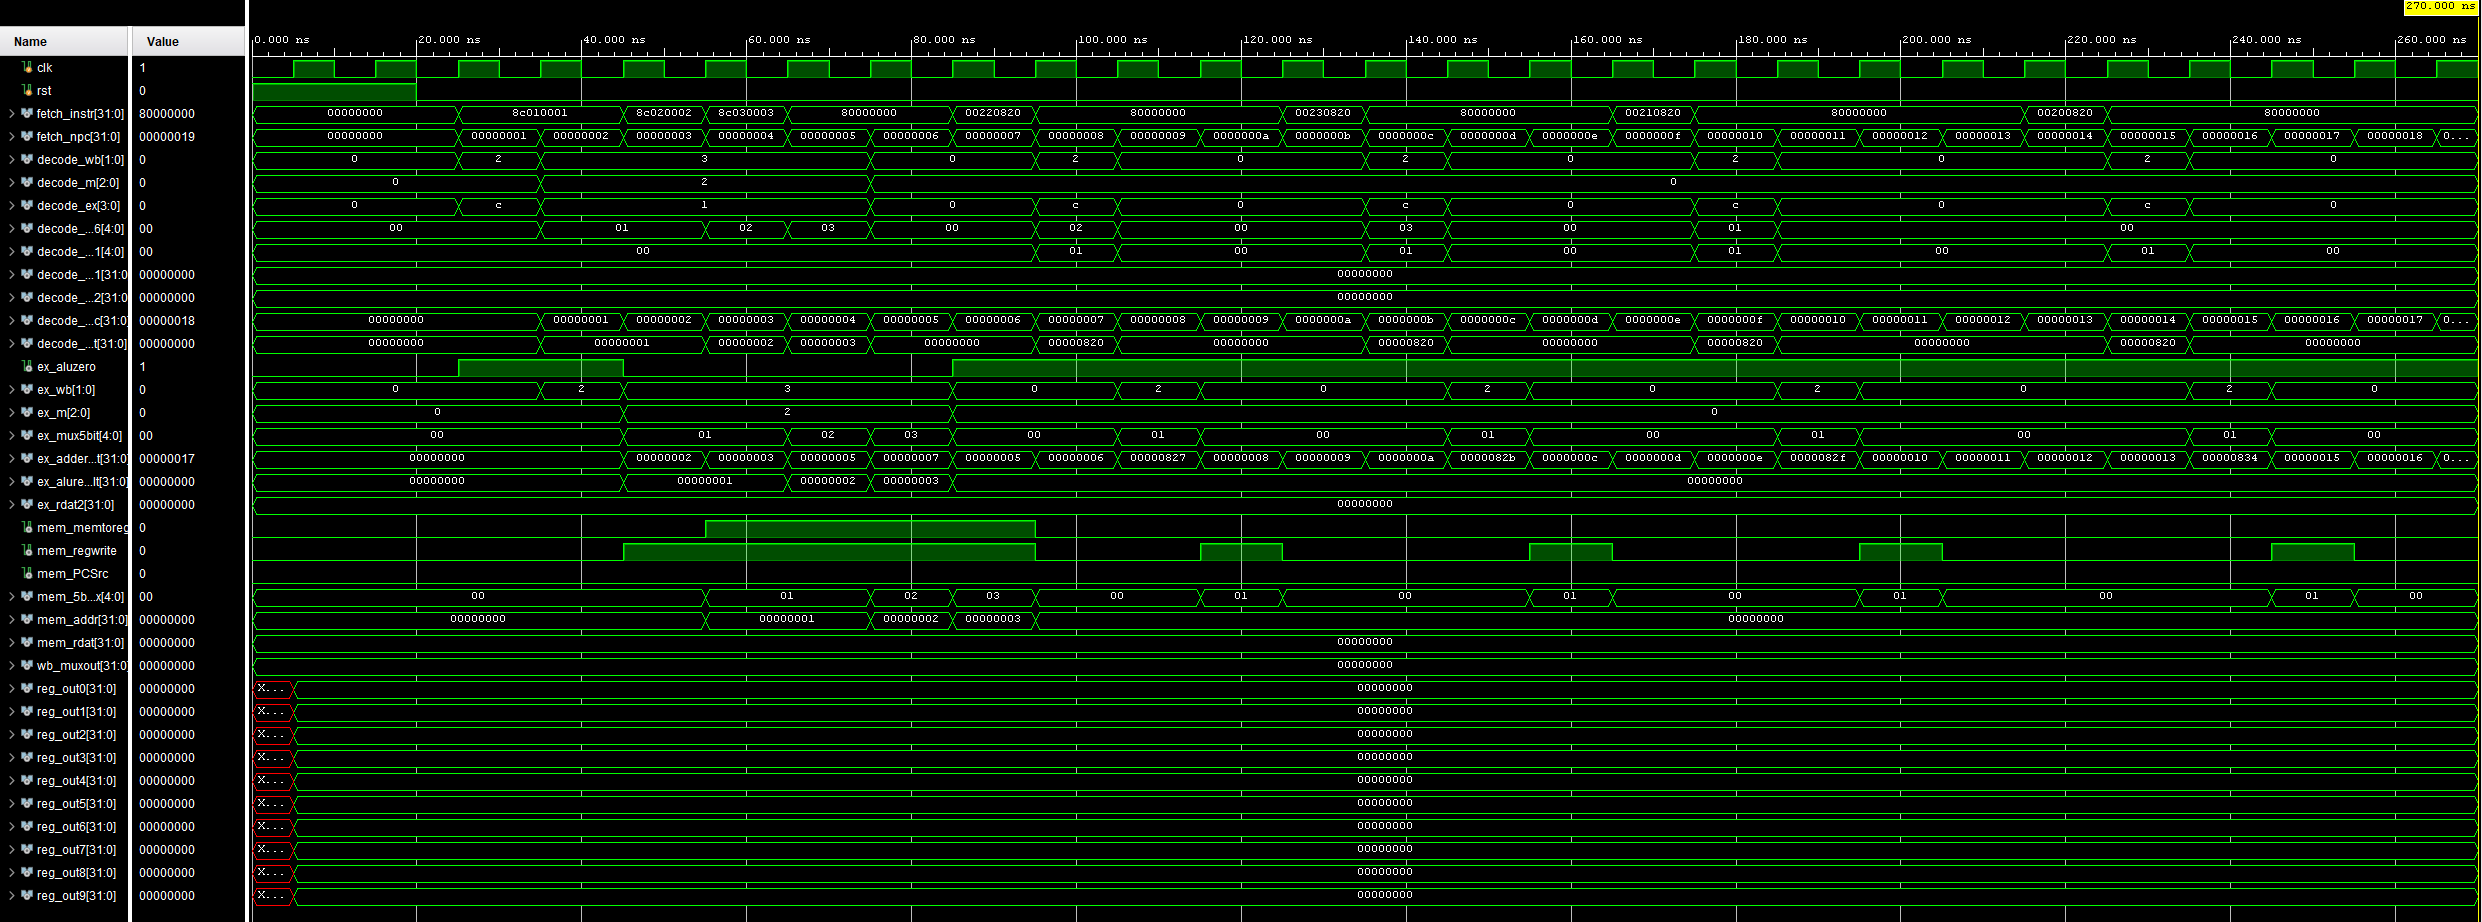 270.000 ns
Name Value
0.000 ns 20.000 ns 40.000 ns 60.000 ns 80.000 ns 100.000 ns 120.000 ns 140.000 ns 160.000 ns 180.000 ns 200.000 ns 220.000 ns 240.000 ns 260.000 ns
clk 1
rst 0
fetch_instr[31:0] 80000000 00000000 8c010001 8c020002 8c030003 80000000 00220820 80000000 00230820 80000000 00210820 80000000 00200820 80000000
fetch_npc[31:0] 00000019 00000000 00000001 00000002 00000003 00000004 00000005 00000006 00000007 00000008 00000009 0000000a 0000000b 0000000c 0000000d 0000000e 0000000f 00000010 00000011 00000012 00000013 00000014 00000015 00000016 00000017 00000018 0...
decode_wb[1:0] 0 0 2 3 0 2 0 2 0 2 0 2 0
decode_m[2:0] 0 0 2 0
decode_ex[3:0] 0 0 c 1 0 c 0 c 0 c 0 c 0
decode_...6[4:0] 00 00 01 02 03 00 02 00 03 00 01 00
decode_...1[4:0] 00 00 01 00 01 00 01 00 01 00
decode_...1[31:0 00000000 00000000
decode_...2[31:0 00000000 00000000
decode_...c[31:0] 00000018 00000000 00000001 00000002 00000003 00000004 00000005 00000006 00000007 00000008 00000009 0000000a 0000000b 0000000c 0000000d 0000000e 0000000f 00000010 00000011 00000012 00000013 00000014 00000015 00000016 00000017 0...
decode_...t[31:0] 00000000 00000000 00000001 00000002 00000003 00000000 00000820 00000000 00000820 00000000 00000820 00000000 00000820 00000000
ex_aluzero 1
ex_wb[1:0] 0 0 2 3 0 2 0 2 0 2 0 2 0
ex_m[2:0] 0 0 2 0
ex_mux5bit[4:0] 00 00 01 02 03 00 01 00 01 00 01 00 01 00
ex_adder...t[31:0] 00000017 00000000 00000002 00000003 00000005 00000007 00000005 00000006 00000827 00000008 00000009 0000000a 0000082b 0000000c 0000000d 0000000e 0000082f 00000010 00000011 00000012 00000013 00000834 00000015 00000016 0...
ex_alure...lt[31:0] 00000000 00000000 00000001 00000002 00000003 00000000
ex_rdat2[31:0] 00000000 00000000
mem_memtoreg 0
mem_regwrite 0
mem_PCSrc 0
mem_5b...x[4:0] 00 00 01 02 03 00 01 00 01 00 01 00 01 00
mem_addr[31:0] 00000000 00000000 00000001 00000002 00000003 00000000
mem_rdat[31:0] 00000000 00000000
wb_muxout[31:0] 00000000 00000000
reg_out0[31:0] 00000000 X... 00000000
reg_out1[31:0] 00000000 X... 00000000
reg_out2[31:0] 00000000 X... 00000000
reg_out3[31:0] 00000000 X... 00000000
reg_out4[31:0] 00000000 X... 00000000
reg_out5[31:0] 00000000 X... 00000000
reg_out6[31:0] 00000000 X... 00000000
reg_out7[31:0] 00000000 X... 00000000
reg_out8[31:0] 00000000 X... 00000000
reg_out9[31:0] 00000000 X... 00000000